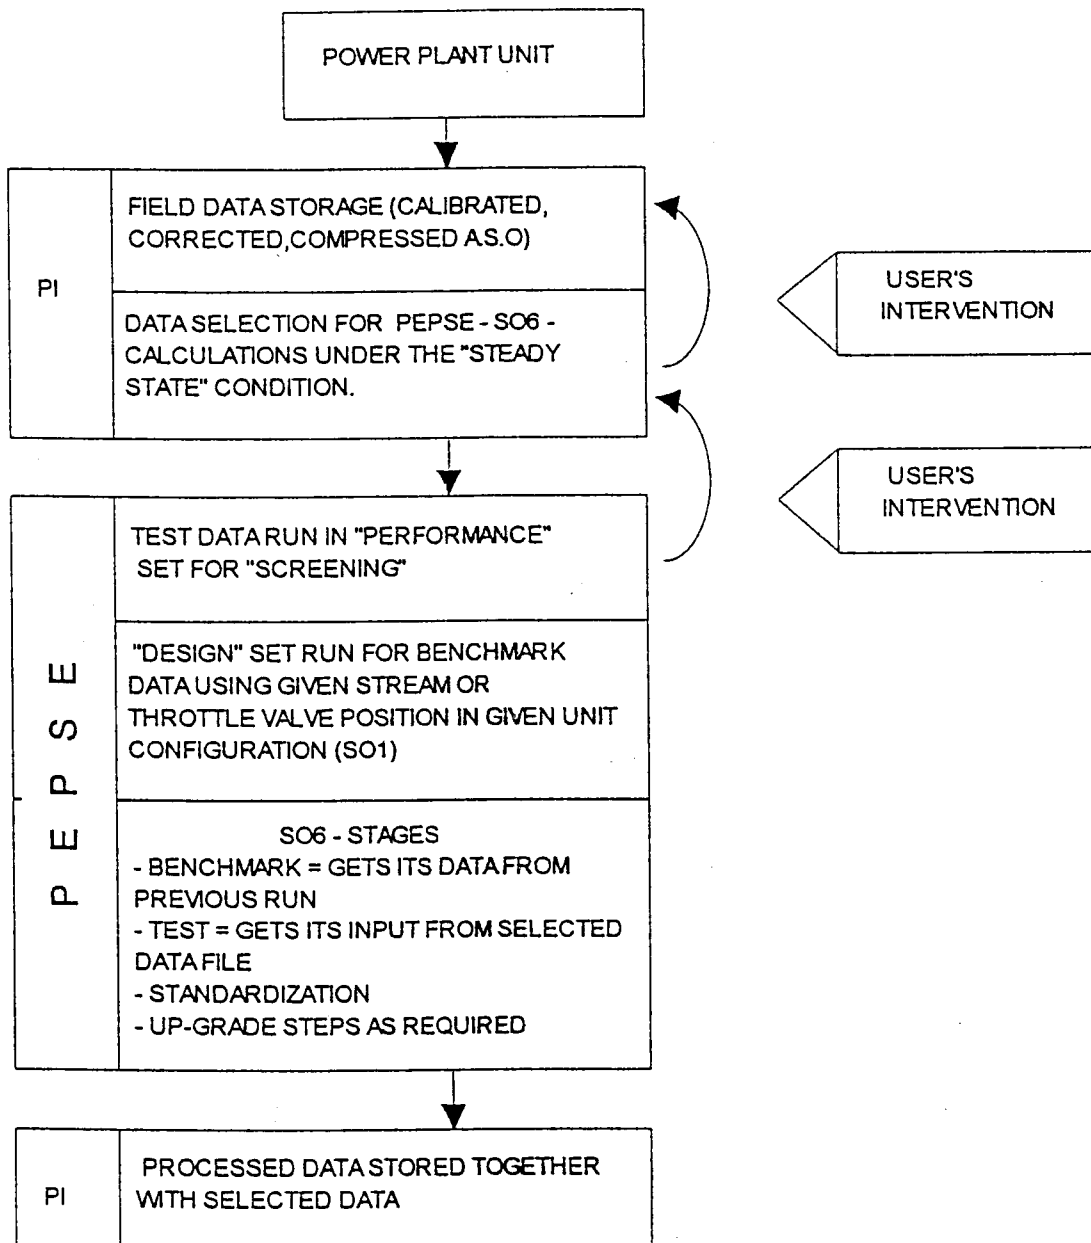 POWER PLANT UNIT
PI
FIELD DATA STORAGE (CALIBRATED,
CORRECTED,COMPRESSED A.S.O)
DATA SELECTION FOR PEPSE - SO6 -
CALCULATIONS UNDER THE "STEADY
STATE" CONDITION.
USER'S
INTERVENTION
USER'S
INTERVENTION
PEPSE
TEST DATA RUN IN "PERFORMANCE"
SET FOR "SCREENING"
"DESIGN" SET RUN FOR BENCHMARK
DATA USING GIVEN STREAM OR
THROTTLE VALVE POSITION IN GIVEN UNIT
CONFIGURATION (SO1)
SO6 - STAGES
- BENCHMARK = GETS ITS DATA FROM
PREVIOUS RUN
- TEST = GETS ITS INPUT FROM SELECTED
DATA FILE
- STANDARDIZATION
- UP-GRADE STEPS AS REQUIRED
PI
PROCESSED DATA STORED TOGETHER
WITH SELECTED DATA